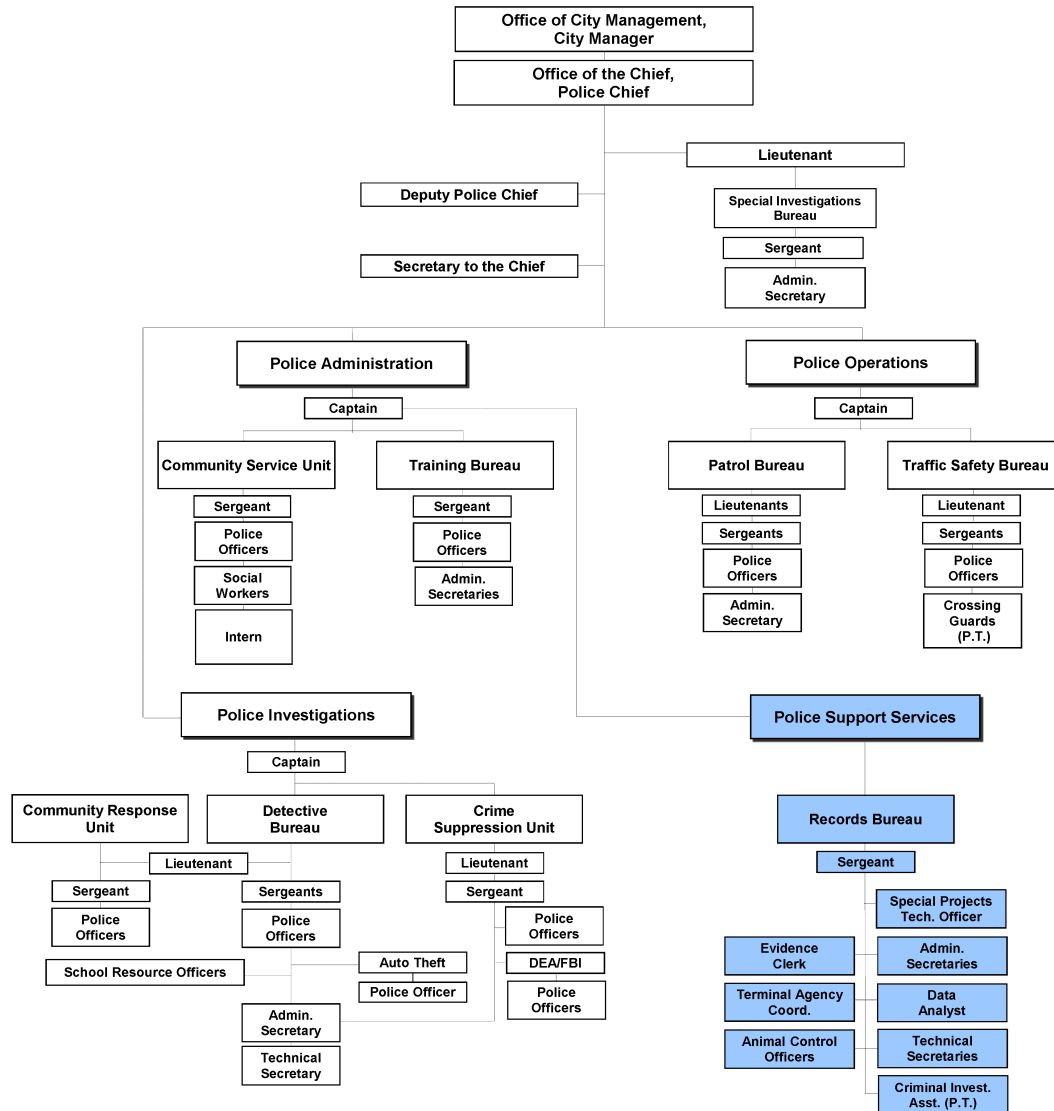 Office of City Management,
City Manager
Office of the Chief,
Police Chief
Lieutenant
Deputy Police Chief
Special Investigations
Bureau
Sergeant
Secretary to the Chief
Admin.
Secretary
Police Administration
Police Operations
Captain
Captain
Community Service Unit
Training Bureau
Patrol Bureau
Traffic Safety Bureau
Sergeant
Police
Officers
Social
Workers
Intern
Sergeant
Police
Officers
Admin.
Secretaries
Lieutenants
Sergeants
Police
Officers
Admin.
Secretary
Lieutenant
Sergeants
Police
Officers
Crossing
Guards
(P.T.)
Police Investigations
Police Support Services
Captain
Community Response
Unit
Detective
Bureau
Crime
Suppression Unit
Records Bureau
Lieutenant
Sergeant
Police
Officers
Sergeants
Police
Officers
School Resource Officers
Auto Theft
Police Officer
Admin.
Secretary
Technical
Secretary
Lieutenant
Sergeant
Police
Officers
DEA/FBI
Police
Officers
Sergeant
Special Projects
Tech. Officer
Evidence
Clerk
Admin.
Secretaries
Terminal Agency
Coord.
Data
Analyst
Animal Control
Officers
Technical
Secretaries
Criminal Invest.
Asst. (P.T.)